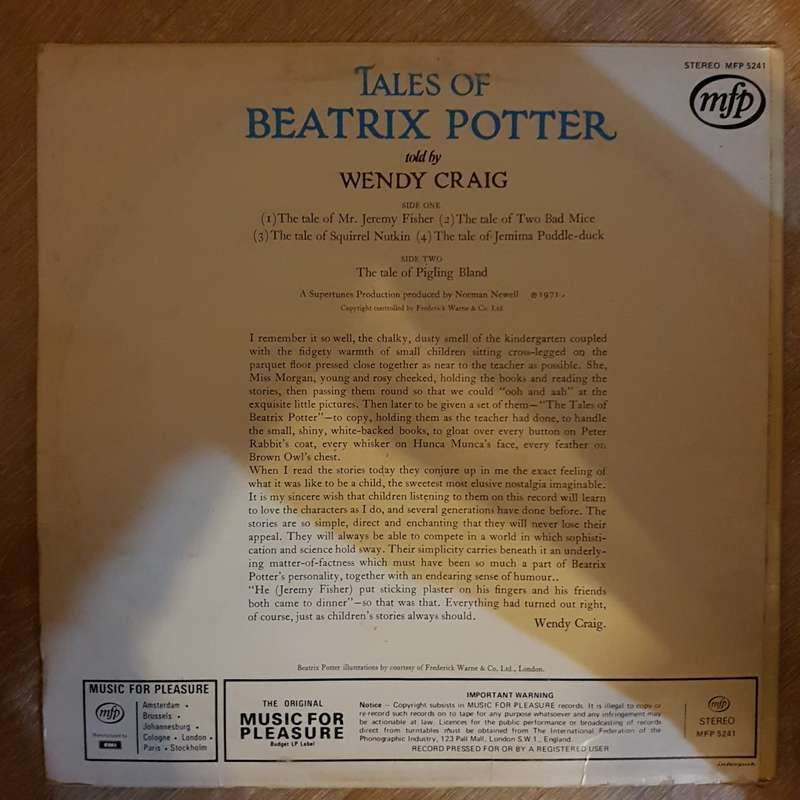 STEREO MFP 5241
mfp
TALES OF
BEATRIX POTTER
told by
WENDY CRAIG
SIDE ONE
(1) The tale of Mr. Jeremy Fisher (2) The tale of Two Bad Mice
(3) The tale of Squirrel Nutkin (4) The tale of Jemima Puddle-duck
SIDE TWO
The tale of Pigling Bland
A Supertunes Production produced by Norman Newell ℗1971
Copyright controlled by Frederick Warne & Co. Ltd.
I remember it so well, the chalky, dusty smell of the kindergarten coupled
with the fidgety warmth of small children sitting cross-legged on the
parquet floor pressed close together as near to the teacher as possible. She,
Miss Morgan, young and rosy cheeked, holding the books and reading the
stories, then passing them round so that we could "ooh and aah" at the
exquisite little pictures. Then later to be given a set of them—"The Tales of
Beatrix Potter"—to copy, holding them as the teacher had done, to handle
the small, shiny, white-backed books, to gloat over every button on Peter
Rabbit's coat, every whisker on Hunca Munca's face, every feather on
Brown Owl's chest.
When I read the stories today they conjure up in me the exact feeling of
what it was like to be a child, the sweetest most elusive nostalgia imaginable.
It is my sincere wish that children listening to them on this record will learn
to love the characters as I do, and several generations have done before. The
stories are so simple, direct and enchanting that they will never lose their
appeal. They will always be able to compete in a world in which sophisti-
cation and science hold sway. Their simplicity carries beneath it an underly-
ing matter-of-factness which must have been so much a part of Beatrix
Potter's personality, together with an endearing sense of humour..
"He (Jeremy Fisher) put sticking plaster on his fingers and his friends
both came to dinner"—so that was that. Everything had turned out right,
of course, just as children's stories always should.
Wendy Craig.
Beatrix Potter illustrations by courtesy of Frederick Warne & Co. Ltd., London.
MUSIC FOR PLEASURE
mfp
Manufactured by
EMI
Amsterdam •
Brussels •
Johannesburg •
Cologne • London •
Paris • Stockholm
THE ORIGINAL
MUSIC FOR
PLEASURE
Budget LP Label
IMPORTANT WARNING
Notice – Copyright subsists in MUSIC FOR PLEASURE records. It is illegal to copy or
re-record such records on to tape for any purpose whatsoever and any infringement may
be actionable at law. Licences for the public performance or broadcasting of records
direct from turntables must be obtained from The International Federation of the
Phonographic Industry, 123 Pall Mall, London S.W.1., England.
RECORD PRESSED FOR OR BY A REGISTERED USER
mfp
STEREO
MFP 5241
interpak